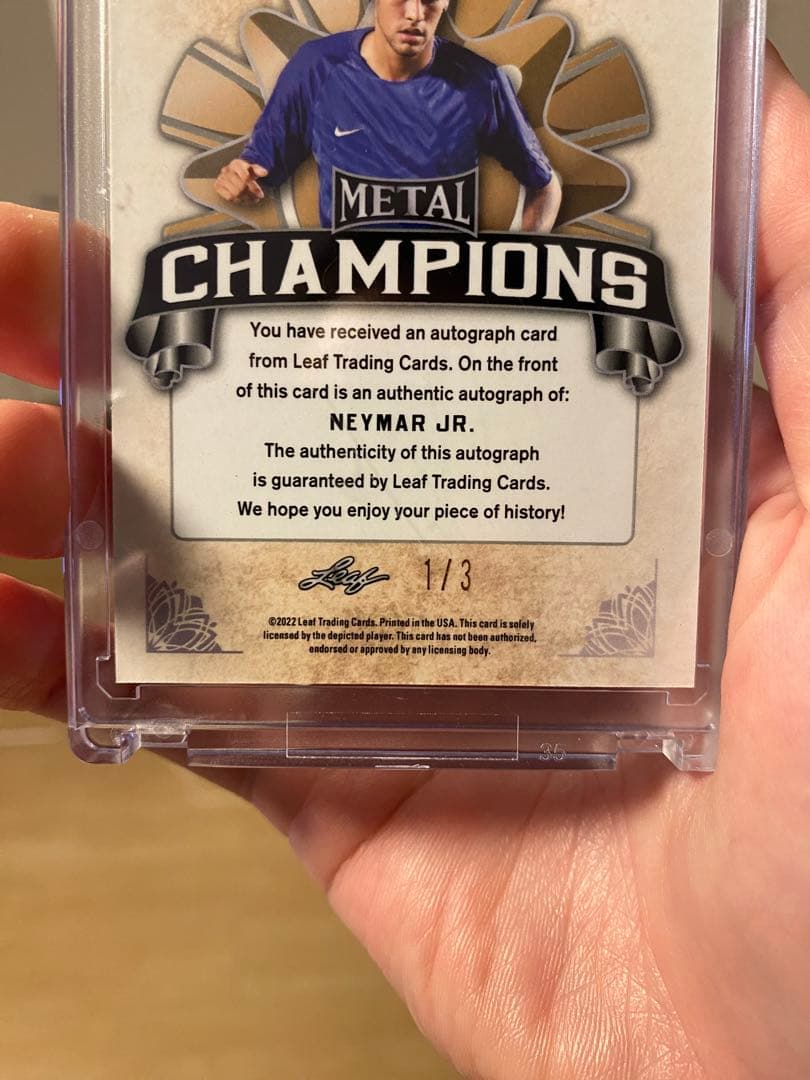 METAL
CHAMPIONS
You have received an autograph card
from Leaf Trading Cards. On the front
of this card is an authentic autograph of:
NEYMAR JR.
The authenticity of this autograph
is guaranteed by Leaf Trading Cards.
We hope you enjoy your piece of history!
Leaf 1/3
©2022 Leaf Trading Cards. Printed in the USA. This card is solely
licensed by the depicted player. This card has not been authorized,
endorsed or approved by any licensing body.
35